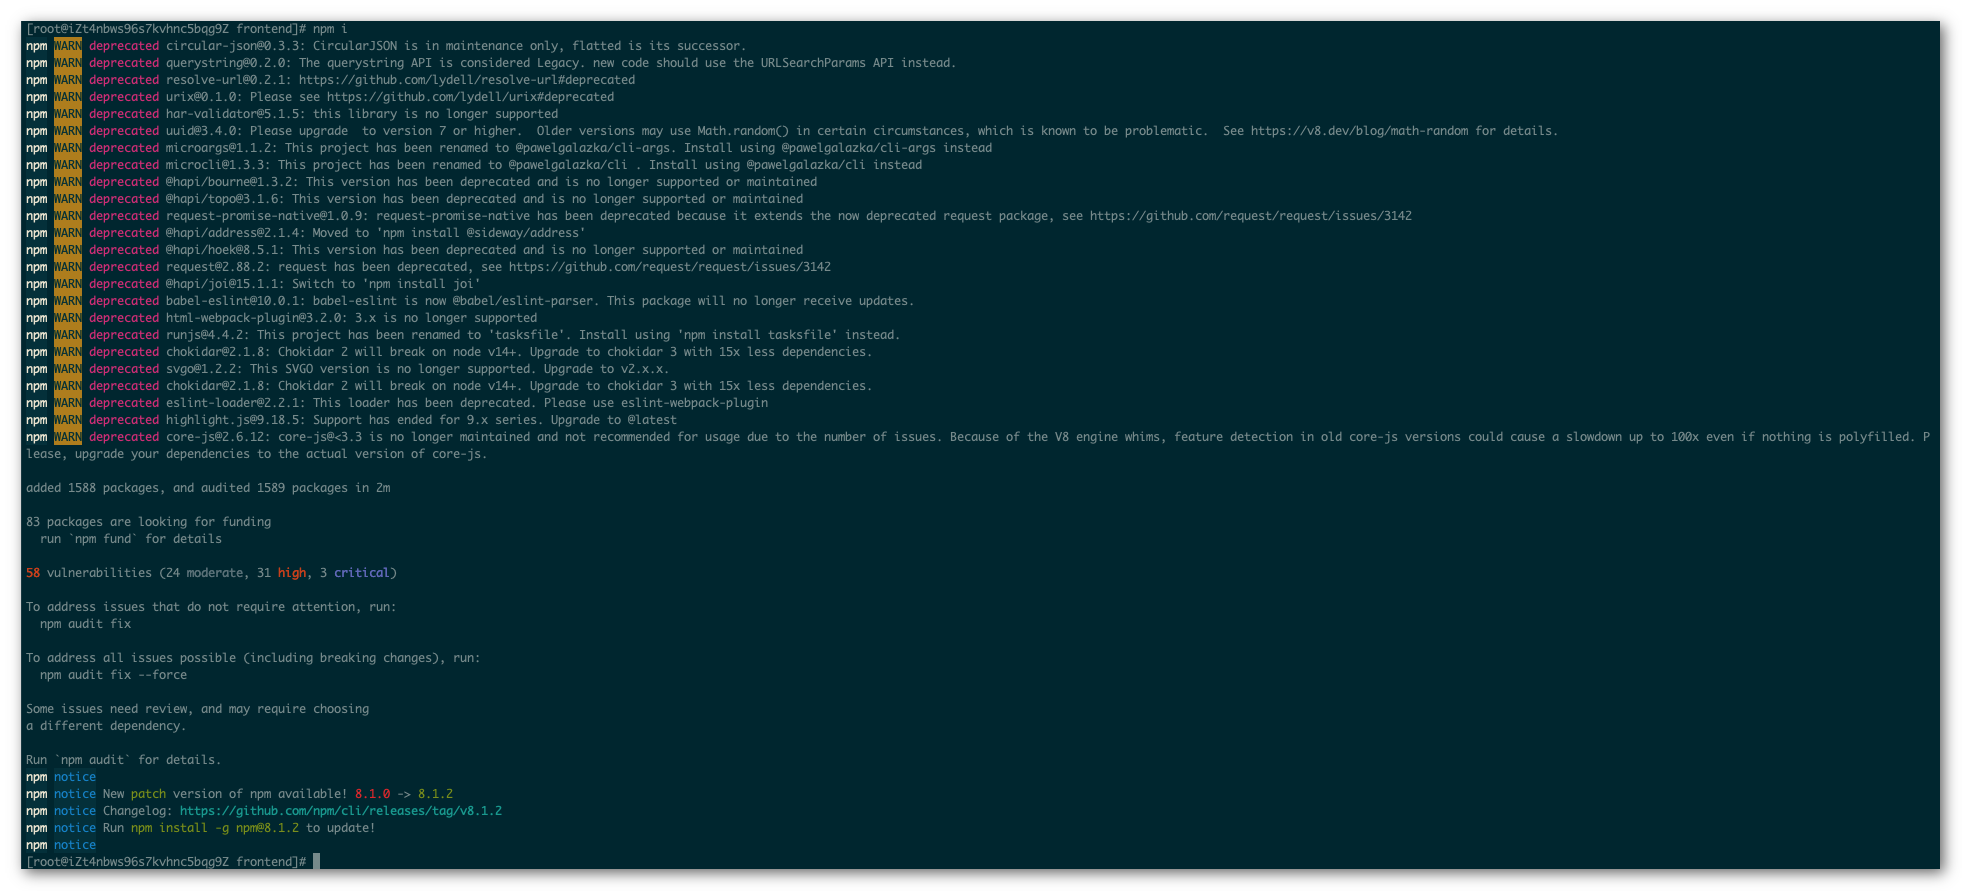 [root@iZt4nbws96s7kvhnc5bqg9Z frontend]# npm i
npm WARN deprecated circular-json@0.3.3: CircularJSON is in maintenance only, flatted is its successor.
npm WARN deprecated querystring@0.2.0: The querystring API is considered Legacy. new code should use the URLSearchParams API instead.
npm WARN deprecated resolve-url@0.2.1: https://github.com/lydell/resolve-url#deprecated
npm WARN deprecated urix@0.1.0: Please see https://github.com/lydell/urix#deprecated
npm WARN deprecated har-validator@5.1.5: this library is no longer supported
npm WARN deprecated uuid@3.4.0: Please upgrade  to version 7 or higher.  Older versions may use Math.random() in certain circumstances, which is known to be problematic.  See https://v8.dev/blog/math-random for details.
npm WARN deprecated microargs@1.1.2: This project has been renamed to @pawelgalazka/cli-args. Install using @pawelgalazka/cli-args instead
npm WARN deprecated microcli@1.3.3: This project has been renamed to @pawelgalazka/cli . Install using @pawelgalazka/cli instead
npm WARN deprecated @hapi/bourne@1.3.2: This version has been deprecated and is no longer supported or maintained
npm WARN deprecated @hapi/topo@3.1.6: This version has been deprecated and is no longer supported or maintained
npm WARN deprecated request-promise-native@1.0.9: request-promise-native has been deprecated because it extends the now deprecated request package, see https://github.com/request/request/issues/3142
npm WARN deprecated @hapi/address@2.1.4: Moved to 'npm install @sideway/address'
npm WARN deprecated @hapi/hoek@8.5.1: This version has been deprecated and is no longer supported or maintained
npm WARN deprecated request@2.88.2: request has been deprecated, see https://github.com/request/request/issues/3142
npm WARN deprecated @hapi/joi@15.1.1: Switch to 'npm install joi'
npm WARN deprecated babel-eslint@10.0.1: babel-eslint is now @babel/eslint-parser. This package will no longer receive updates.
npm WARN deprecated html-webpack-plugin@3.2.0: 3.x is no longer supported
npm WARN deprecated runjs@4.4.2: This project has been renamed to 'tasksfile'. Install using 'npm install tasksfile' instead.
npm WARN deprecated chokidar@2.1.8: Chokidar 2 will break on node v14+. Upgrade to chokidar 3 with 15x less dependencies.
npm WARN deprecated svgo@1.2.2: This SVGO version is no longer supported. Upgrade to v2.x.x.
npm WARN deprecated chokidar@2.1.8: Chokidar 2 will break on node v14+. Upgrade to chokidar 3 with 15x less dependencies.
npm WARN deprecated eslint-loader@2.2.1: This loader has been deprecated. Please use eslint-webpack-plugin
npm WARN deprecated highlight.js@9.18.5: Support has ended for 9.x series. Upgrade to @latest
npm WARN deprecated core-js@2.6.12: core-js@<3.3 is no longer maintained and not recommended for usage due to the number of issues. Because of the V8 engine whims, feature detection in old core-js versions could cause a slowdown up to 100x even if nothing is polyfilled. P
lease, upgrade your dependencies to the actual version of core-js.
added 1588 packages, and audited 1589 packages in 2m
83 packages are looking for funding
run `npm fund` for details
58 vulnerabilities (24 moderate, 31 high, 3 critical)
To address issues that do not require attention, run:
npm audit fix
To address all issues possible (including breaking changes), run:
npm audit fix --force
Some issues need review, and may require choosing
a different dependency.
Run `npm audit` for details.
npm notice
npm notice New patch version of npm available! 8.1.0 -> 8.1.2
npm notice Changelog: https://github.com/npm/cli/releases/tag/v8.1.2
npm notice Run npm install -g npm@8.1.2 to update!
npm notice
[root@iZt4nbws96s7kvhnc5bqg9Z frontend]#